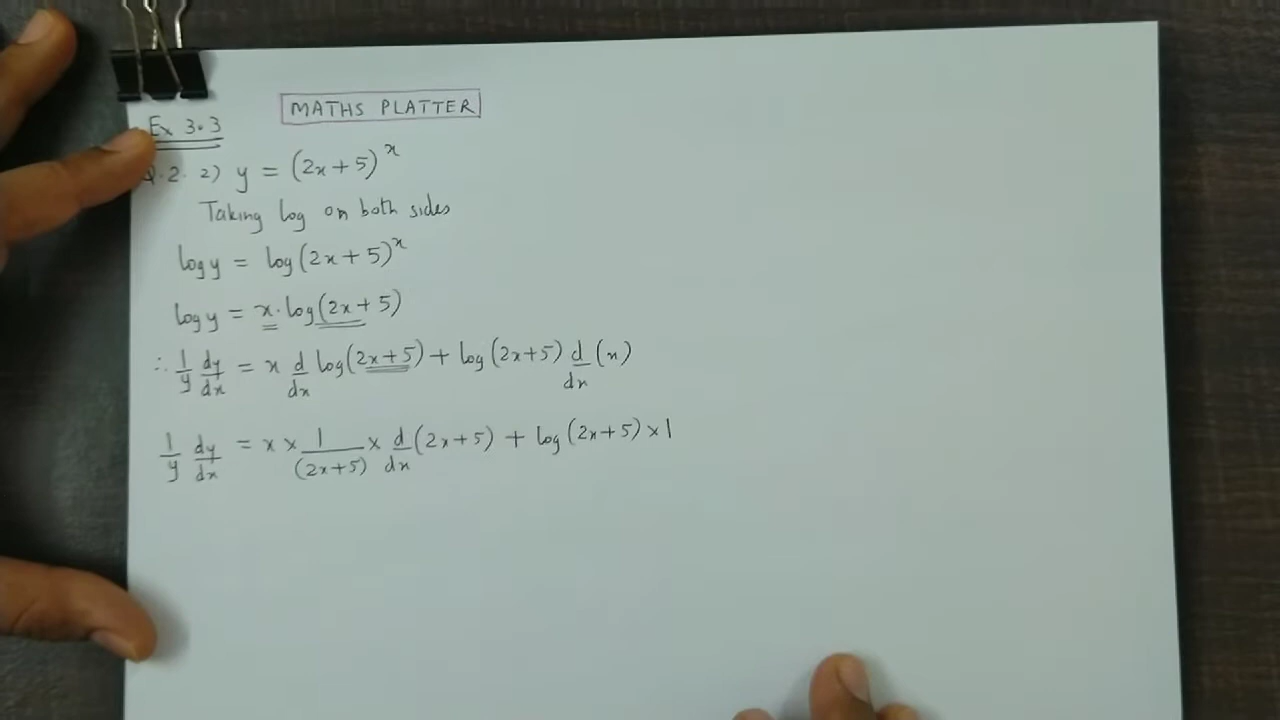 MATHS PLATTER
Ex 3.3
Q.2. 2) y = (2x+5)^x
Taking log on both sides
log y = log(2x+5)^x
log y = x·log(2x+5)
∴ 1/y dy/dx = x d/dx log(2x+5) + log(2x+5) d/dx (x)
1/y dy/dx = x × 1/(2x+5) × d/dx (2x+5) + log(2x+5) × 1